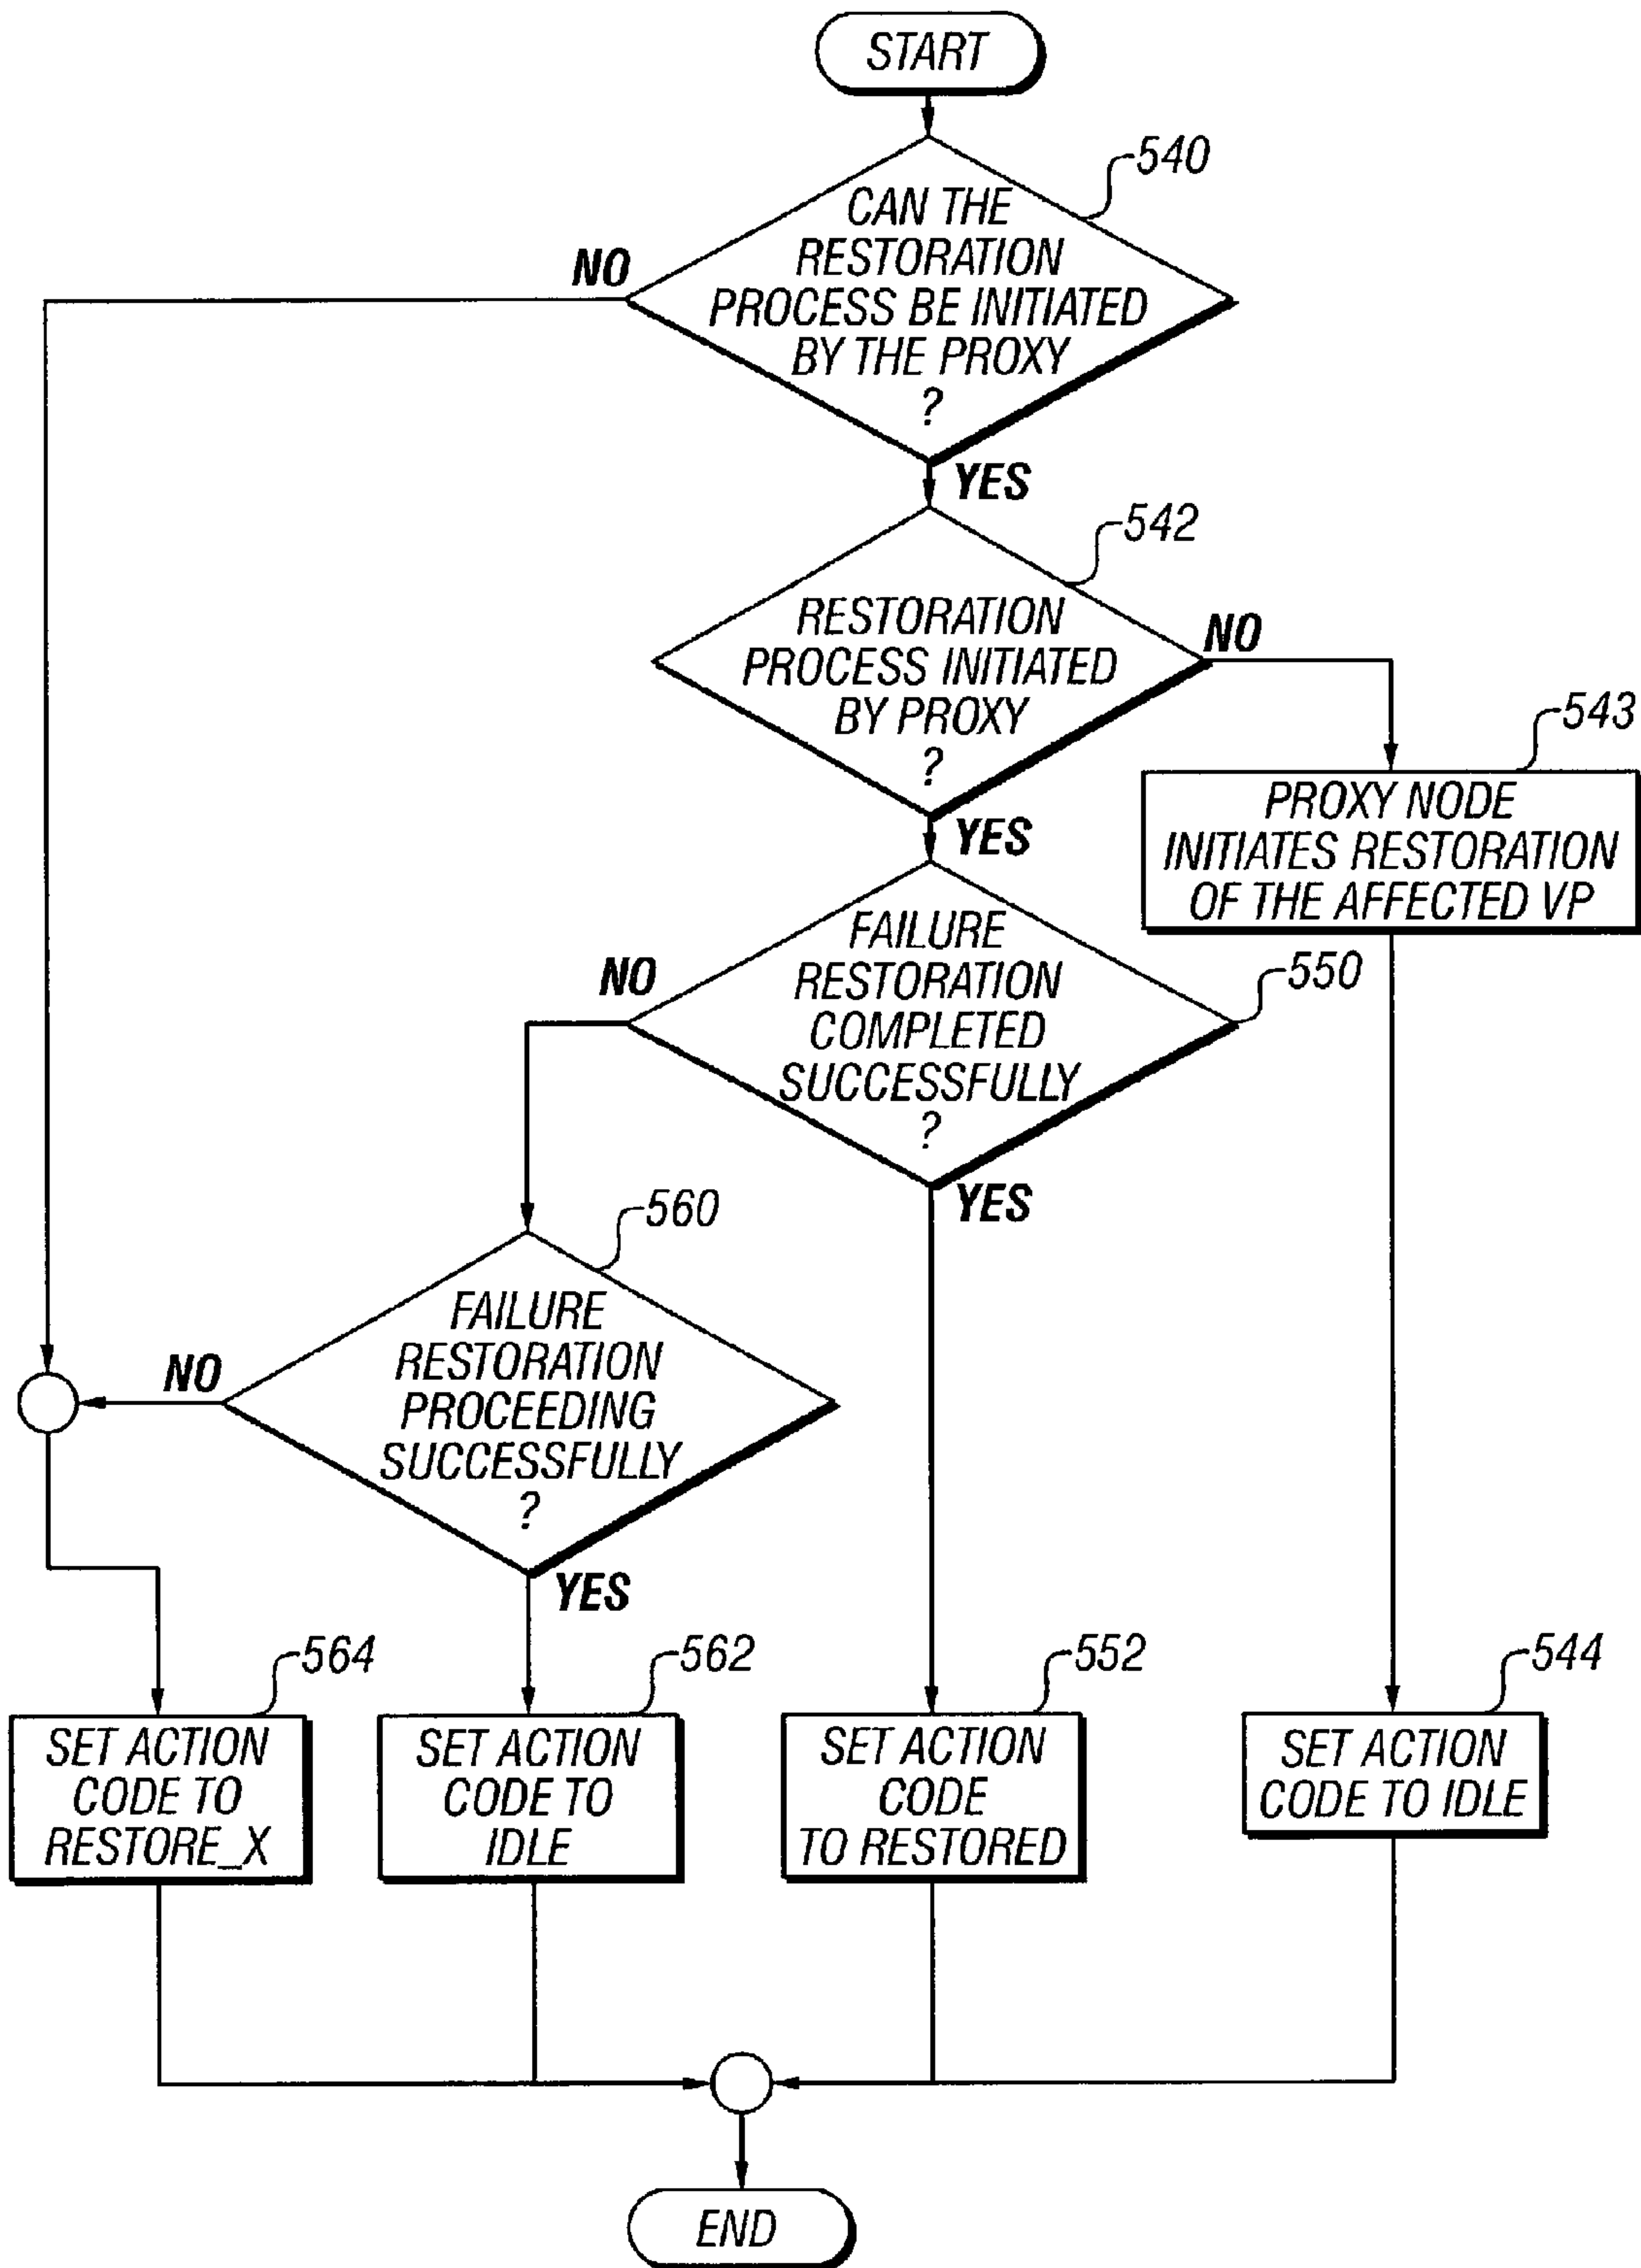 START
540
CAN THE
RESTORATION
PROCESS BE INITIATED
BY THE PROXY
?
NO
YES
542
RESTORATION
PROCESS INITIATED
BY PROXY
?
NO
YES
543
PROXY NODE
INITIATES RESTORATION
OF THE AFFECTED VP
550
FAILURE
RESTORATION
COMPLETED
SUCCESSFULLY
?
NO
YES
560
FAILURE
RESTORATION
PROCEEDING
SUCCESSFULLY
?
NO
YES
564
SET ACTION
CODE TO
RESTORE_X
562
SET ACTION
CODE TO
IDLE
552
SET ACTION
CODE
TO RESTORED
544
SET ACTION
CODE TO IDLE
END